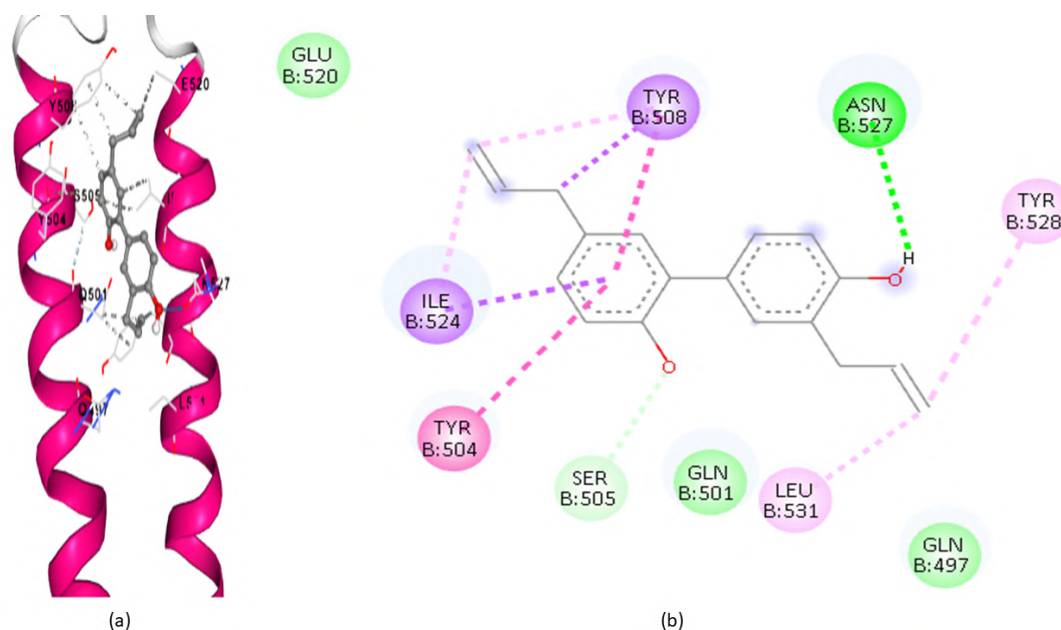 E520
Y508
S505
Y504
Q501
Q497
GLU
B:520
TYR
B:508
ASN
B:527
TYR
B:528
H
O
ILE
B:524
O
TYR
B:504
SER
B:505
GLN
B:501
LEU
B:531
GLN
B:497
(a)
(b)